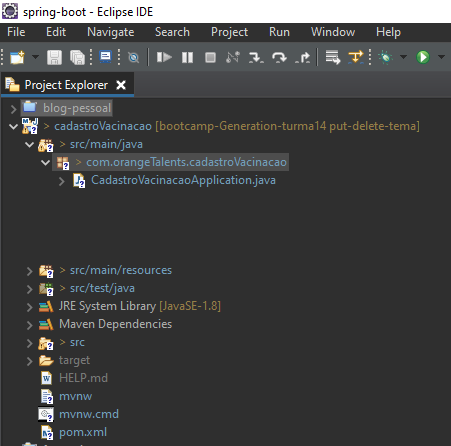 spring-boot - Eclipse IDE
File Edit Navigate Search Project Run Window Help
Project Explorer
> blog-pessoal
> cadastroVacinacao [bootcamp-Generation-turma14 put-delete-tema]
> src/main/java
> com.orangeTalents.cadastroVacinacao
CadastroVacinacaoApplication.java
> src/main/resources
> src/test/java
JRE System Library [JavaSE-1.8]
Maven Dependencies
> src
target
HELP.md
mvnw
mvnw.cmd
pom.xml